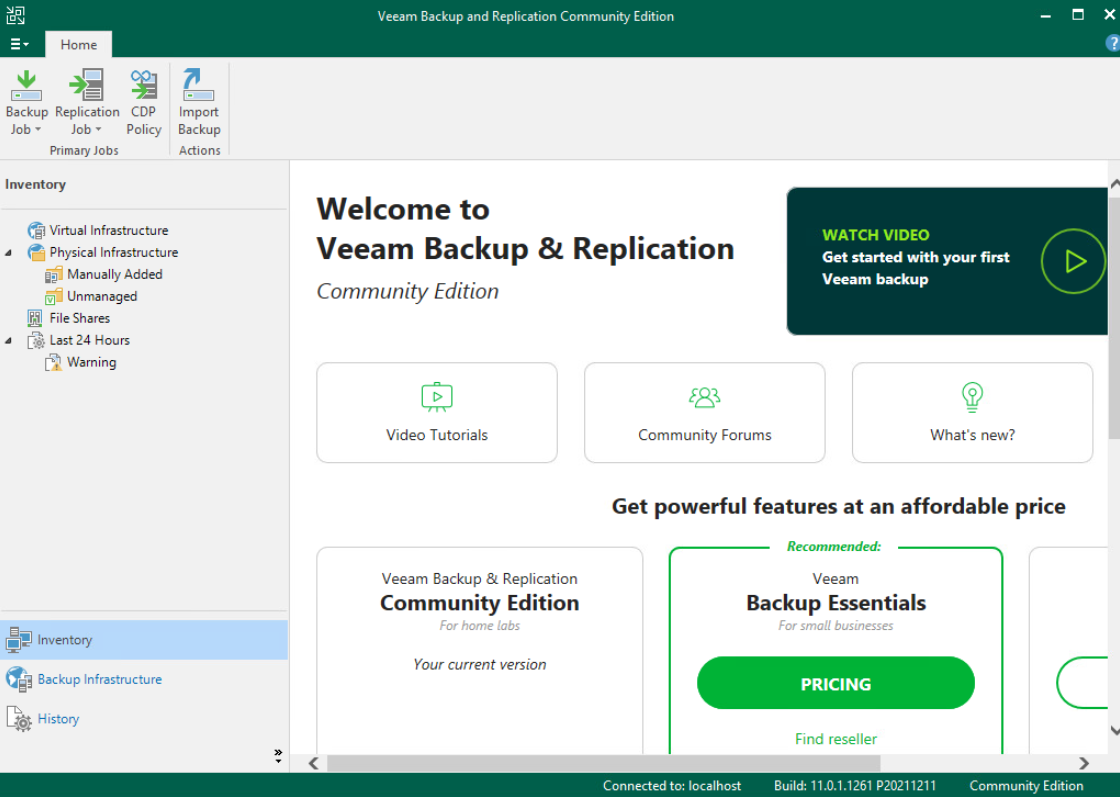 Veeam Backup and Replication Community Edition
Home
Backup
Job
Replication
Job
CDP
Policy
Import
Backup
Primary Jobs
Actions
Inventory
Virtual Infrastructure
Physical Infrastructure
Manually Added
Unmanaged
File Shares
Last 24 Hours
Warning
Inventory
Backup Infrastructure
History
Welcome to
Veeam Backup & Replication
Community Edition
WATCH VIDEO
Get started with your first
Veeam backup
Video Tutorials
Community Forums
What's new?
Get powerful features at an affordable price
Veeam Backup & Replication
Community Edition
For home labs
Your current version
Recommended:
Veeam
Backup Essentials
For small businesses
PRICING
Find reseller
Connected to: localhost
Build: 11.0.1.1261 P20211211
Community Edition